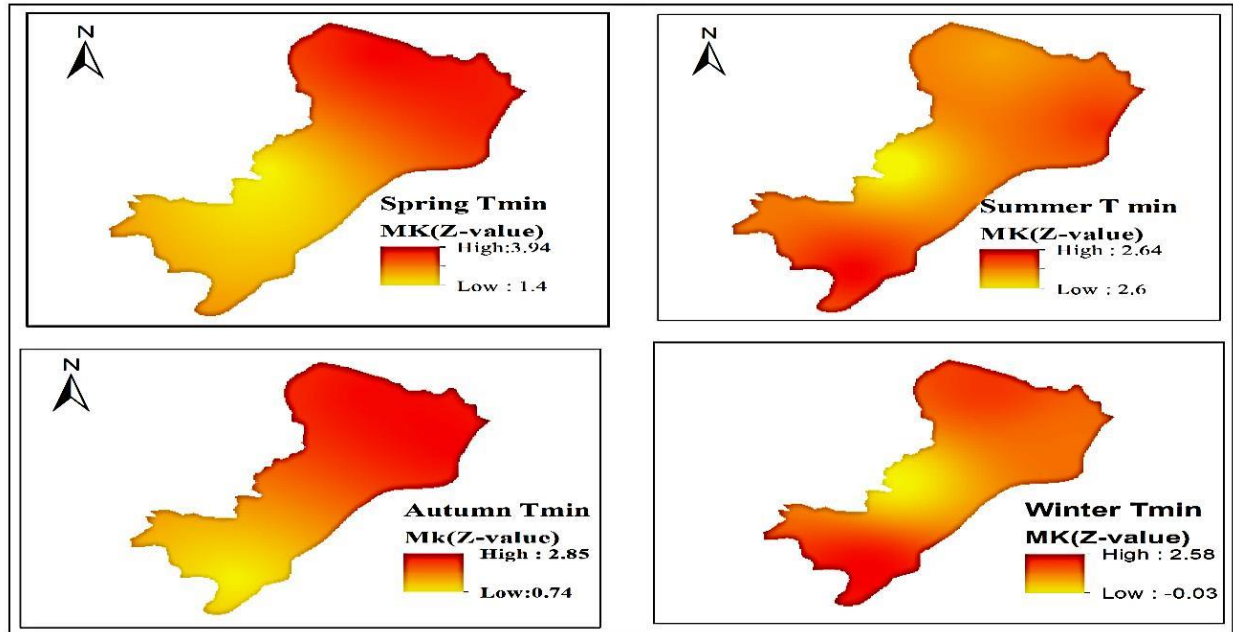 N
Spring Tmin
MK(Z-value)
High:3.94
Low : 1.4
N
Summer T min
MK(Z-value)
High : 2.64
Low : 2.6
N
Autumn Tmin
Mk(Z-value)
High : 2.85
Low:0.74
Winter Tmin
MK(Z-value)
High : 2.58
Low : -0.03